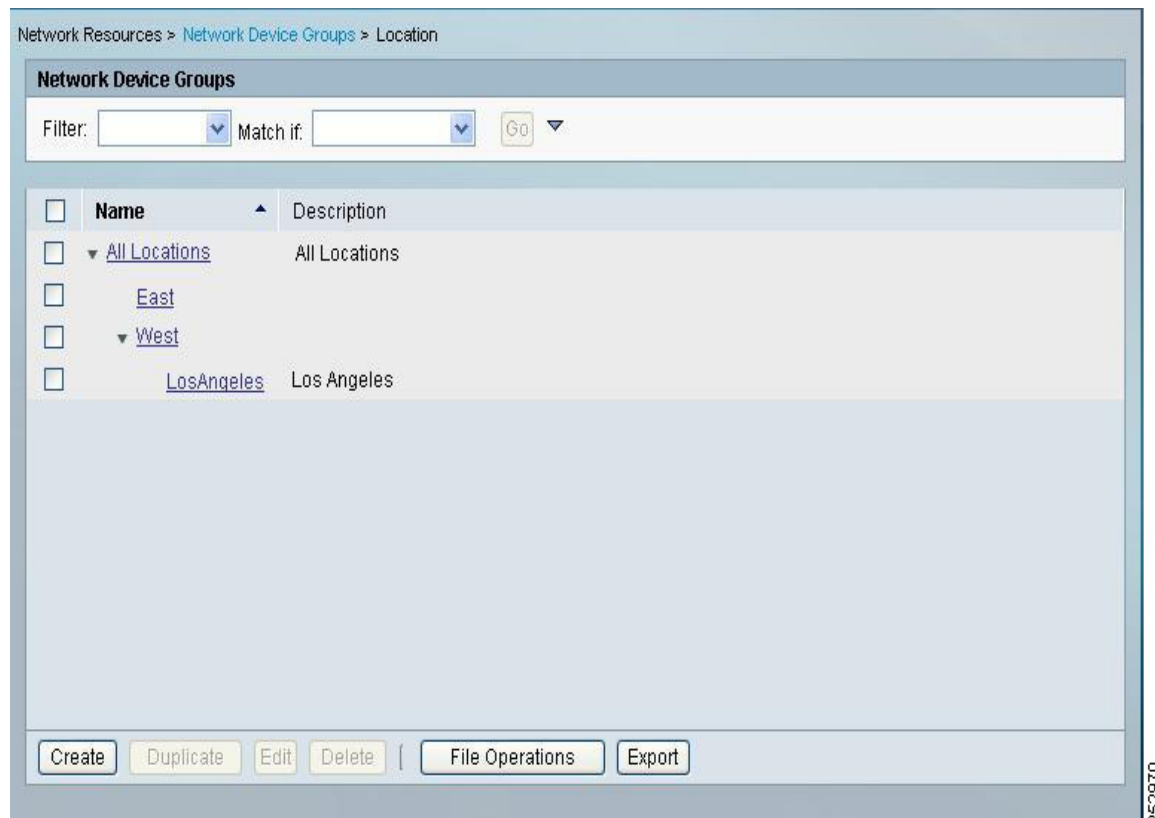 Network Resources > Network Device Groups > Location
Network Device Groups
Filter: Match if: Go
Name Description
All Locations All Locations
East
West
LosAngeles Los Angeles
Create Duplicate Edit Delete | File Operations Export